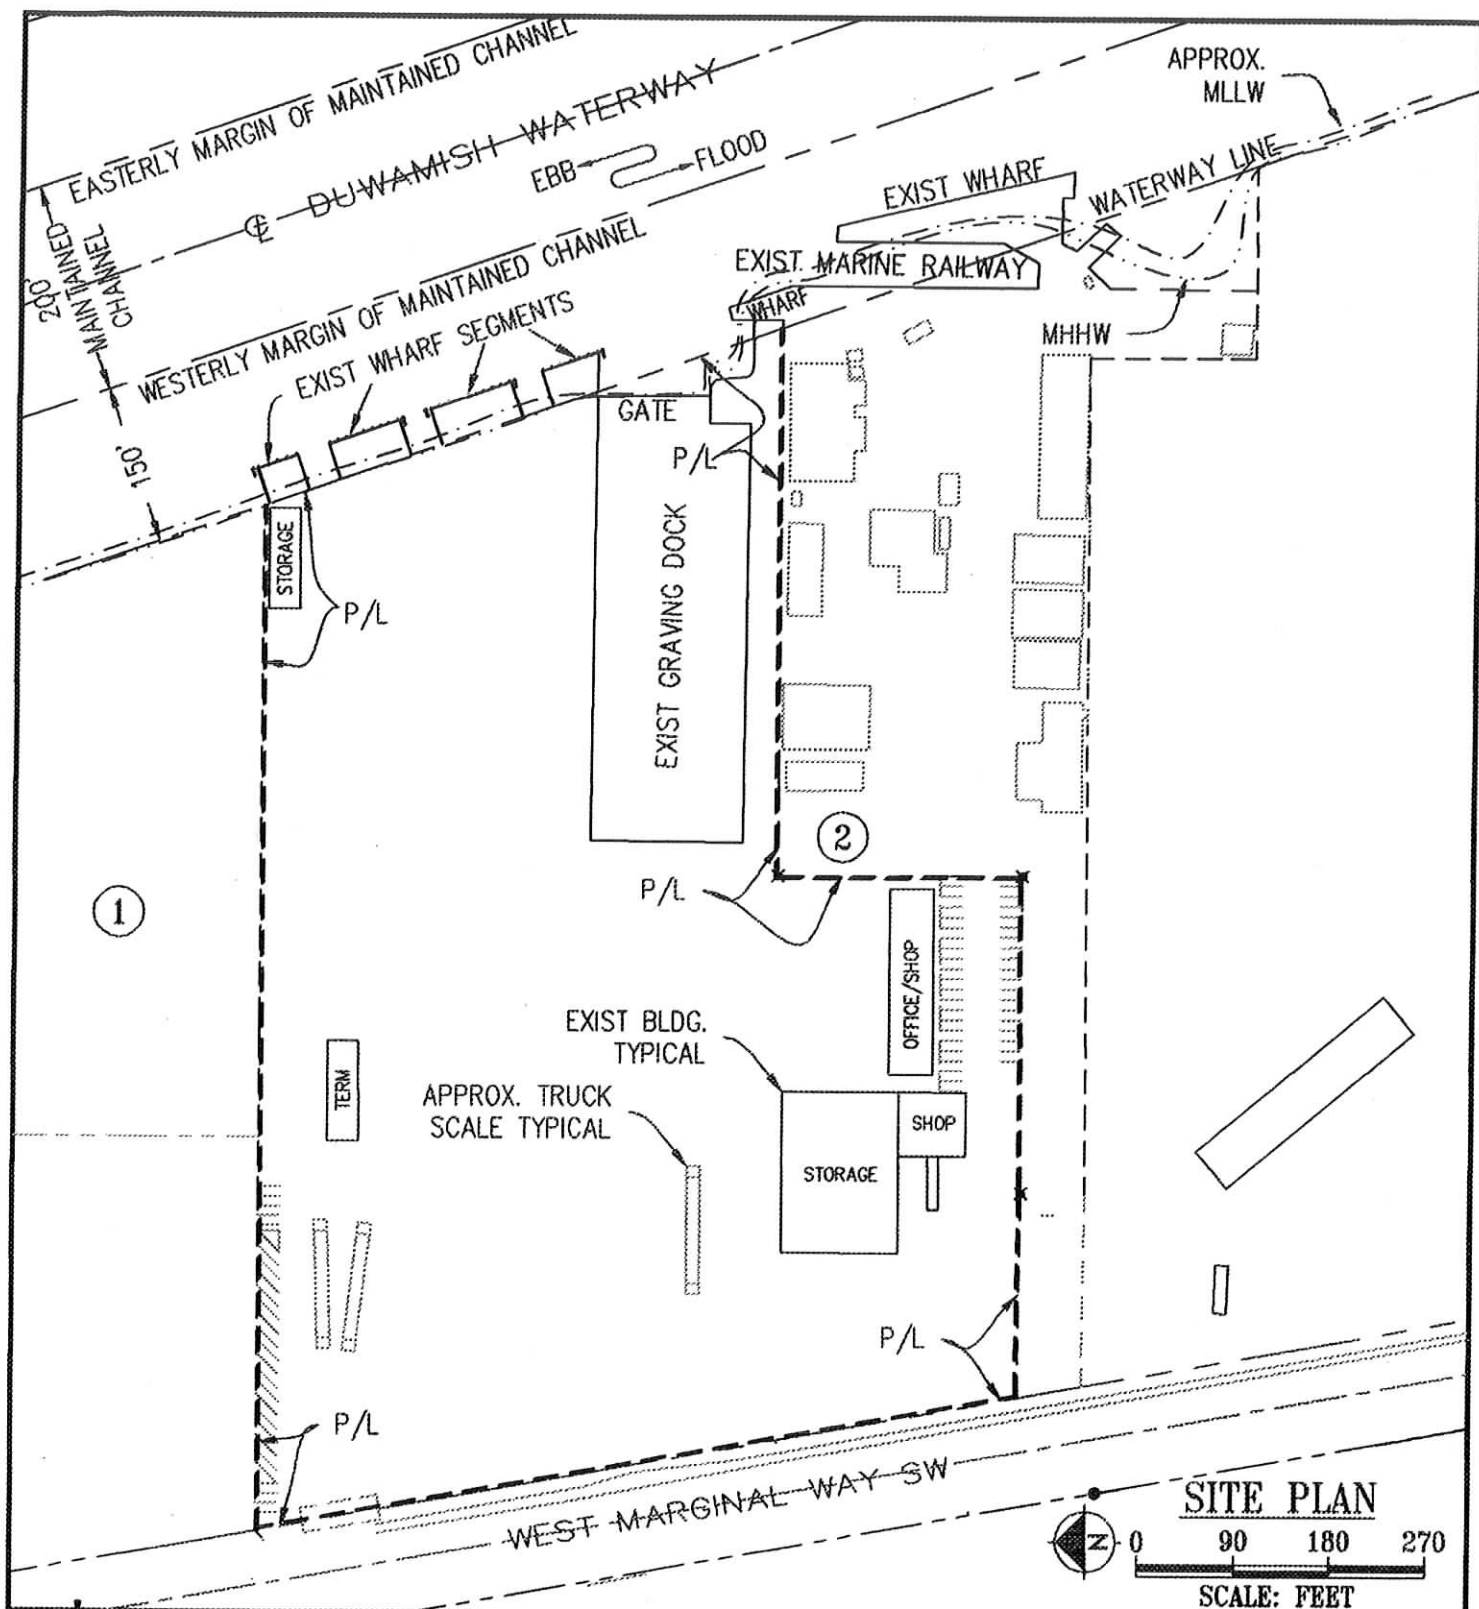 EASTERLY MARGIN OF MAINTAINED CHANNEL
DUWAMISH WATERWAY
EBB
FLOOD
APPROX.
MLLW
200'
MAINTAINED
CHANNEL
WESTERLY MARGIN OF MAINTAINED CHANNEL
EXIST WHARF
WATERWAY LINE
EXIST MARINE RAILWAY
WHARF
MHHW
EXIST WHARF SEGMENTS
150'
GATE
P/L
STORAGE
P/L
EXIST GRAVING DOCK
1
2
P/L
OFFICE/SHOP
EXIST BLDG.
TYPICAL
TERM
APPROX. TRUCK
SCALE TYPICAL
SHOP
STORAGE
P/L
P/L
WEST MARGINAL WAY SW
SITE PLAN
N
0 90 180 270
SCALE: FEET